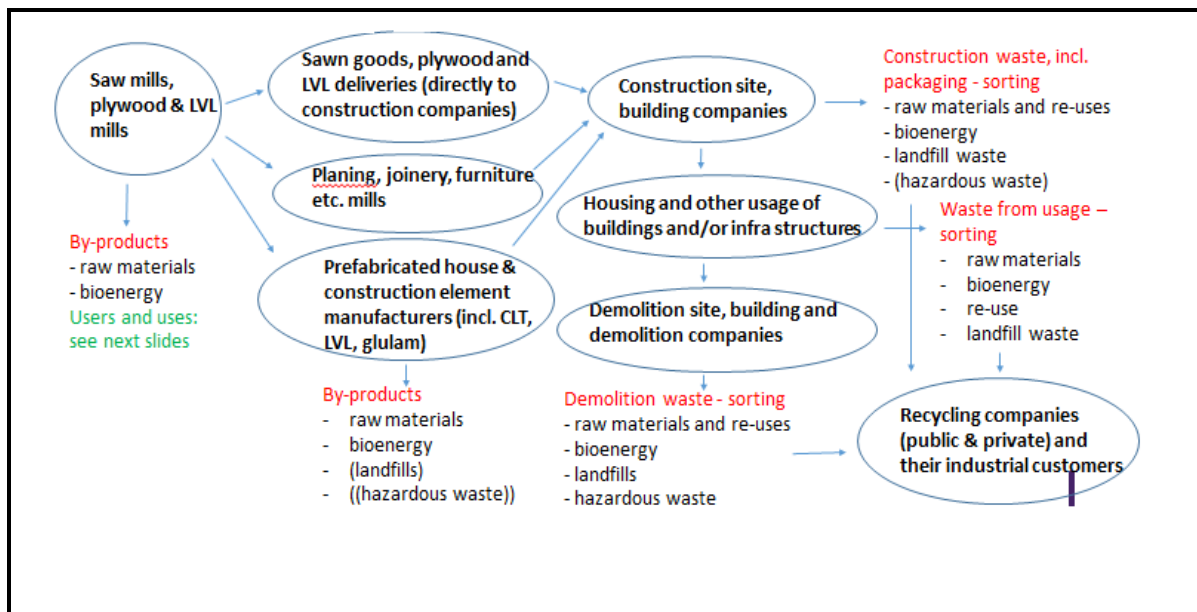 Saw mills,
plywood & LVL
mills
Sawn goods, plywood and
LVL deliveries (directly to
construction companies)
Planing, joinery, furniture
etc. mills
Prefabricated house &
construction element
manufacturers (incl. CLT,
LVL, glulam)
By-products
- raw materials
- bioenergy
Users and uses:
see next slides
By-products
- raw materials
- bioenergy
- (landfills)
- ((hazardous waste))
Construction site,
building companies
Housing and other usage of
buildings and/or infra structures
Demolition site, building and
demolition companies
Demolition waste - sorting
- raw materials and re-uses
- bioenergy
- landfills
- hazardous waste
Construction waste, incl.
packaging - sorting
- raw materials and re-uses
- bioenergy
- landfill waste
- (hazardous waste)
Waste from usage –
sorting
- raw materials
- bioenergy
- re-use
- landfill waste
Recycling companies
(public & private) and
their industrial customers